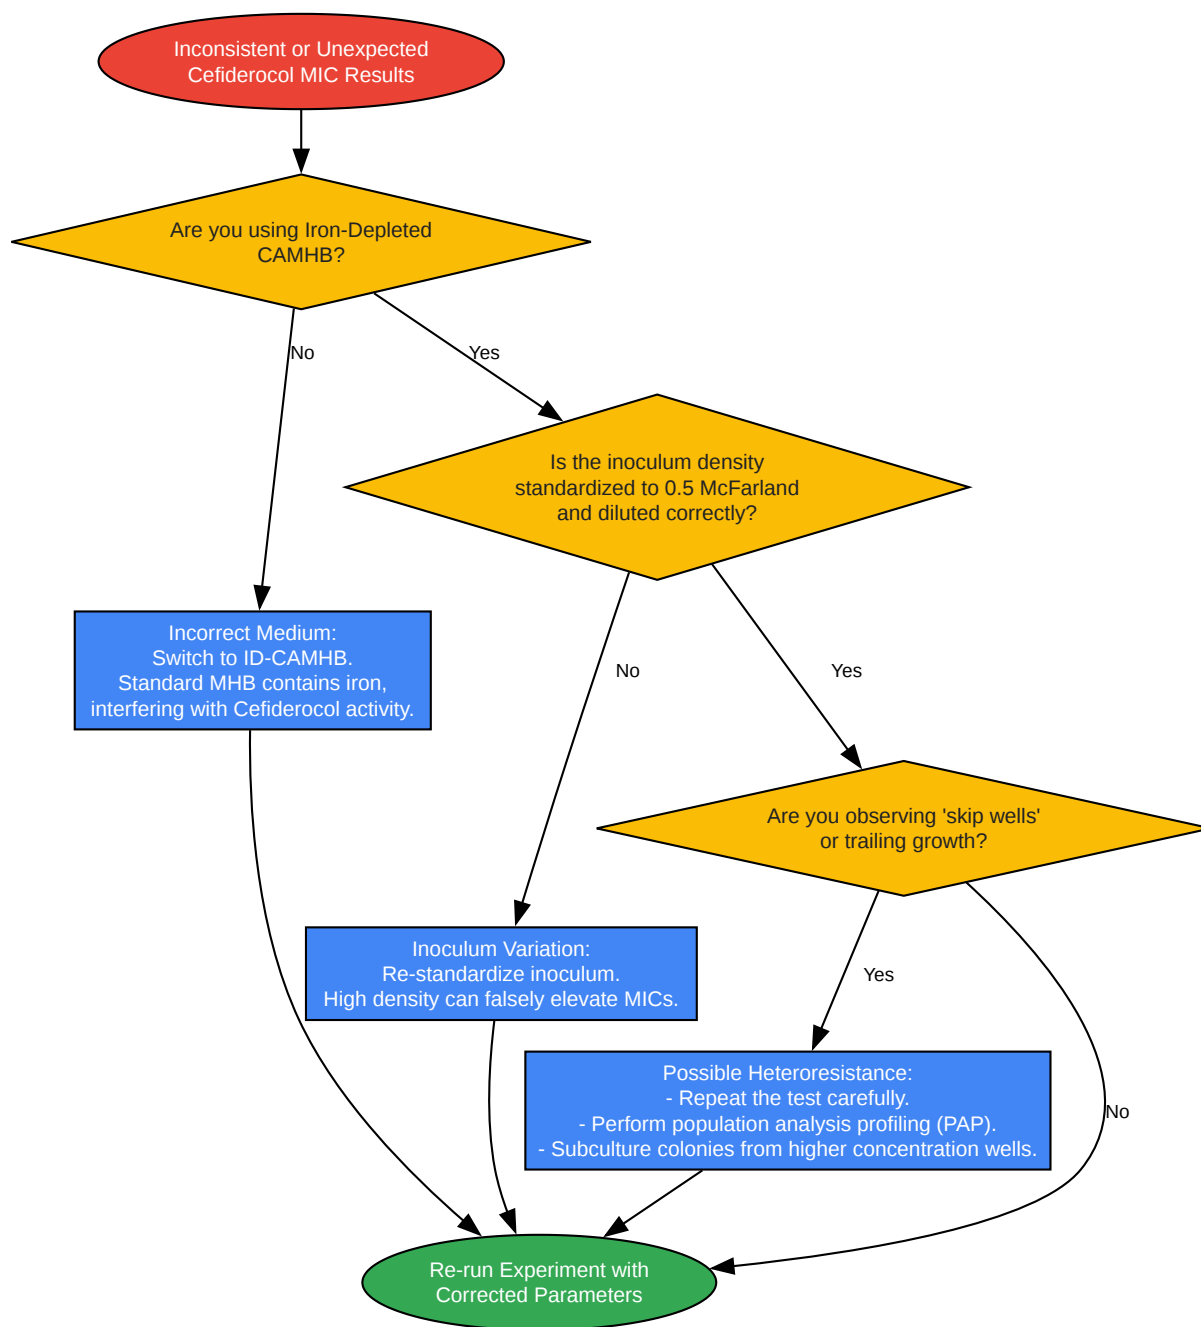 Inconsistent or Unexpected
Cefiderocol MIC Results
Are you using Iron-Depleted
CAMHB?
No
Yes
Is the inoculum density
standardized to 0.5 McFarland
and diluted correctly?
Incorrect Medium:
Switch to ID-CAMHB.
Standard MHB contains iron,
interfering with Cefiderocol activity.
No
Yes
Are you observing 'skip wells'
or trailing growth?
Inoculum Variation:
Re-standardize inoculum.
High density can falsely elevate MICs.
Yes
No
Possible Heteroresistance:
- Repeat the test carefully.
- Perform population analysis profiling (PAP).
- Subculture colonies from higher concentration wells.
Re-run Experiment with
Corrected Parameters